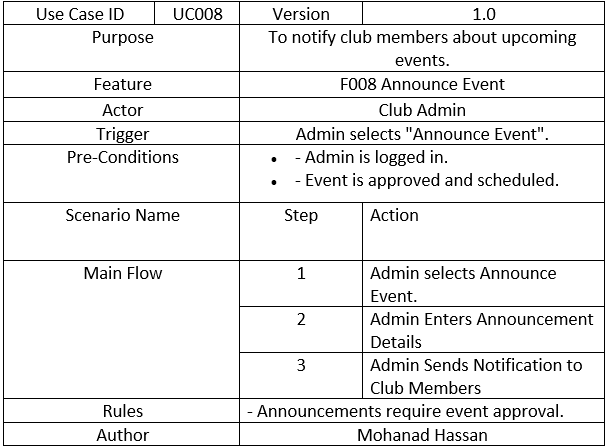 Use Case ID UC008 Version 1.0
Purpose To notify club members about upcoming
events.
Feature F008 Announce Event
Actor Club Admin
Trigger Admin selects "Announce Event".
Pre-Conditions • - Admin is logged in.
• - Event is approved and scheduled.
Scenario Name Step Action
Main Flow 1 Admin selects Announce
Event.
2 Admin Enters Announcement
Details
3 Admin Sends Notification to
Club Members
Rules - Announcements require event approval.
Author Mohanad Hassan